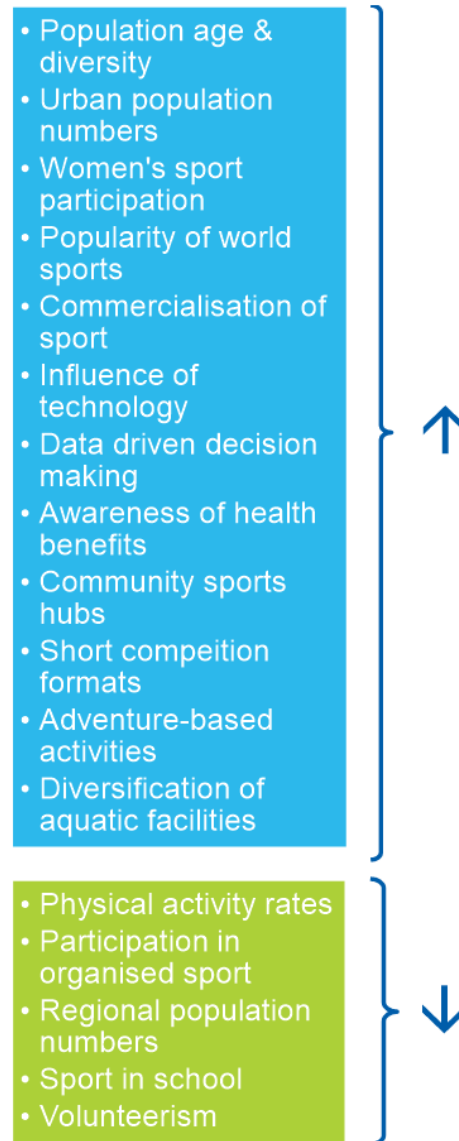 • Population age &
diversity
• Urban population
numbers
• Women's sport
participation
• Popularity of world
sports
• Commercialisation of
sport
• Influence of
technology
• Data driven decision
making
• Awareness of health
benefits
• Community sports
hubs
• Short compeition
formats
• Adventure-based
activities
• Diversification of
aquatic facilities
• Physical activity rates
• Participation in
organised sport
• Regional population
numbers
• Sport in school
• Volunteerism